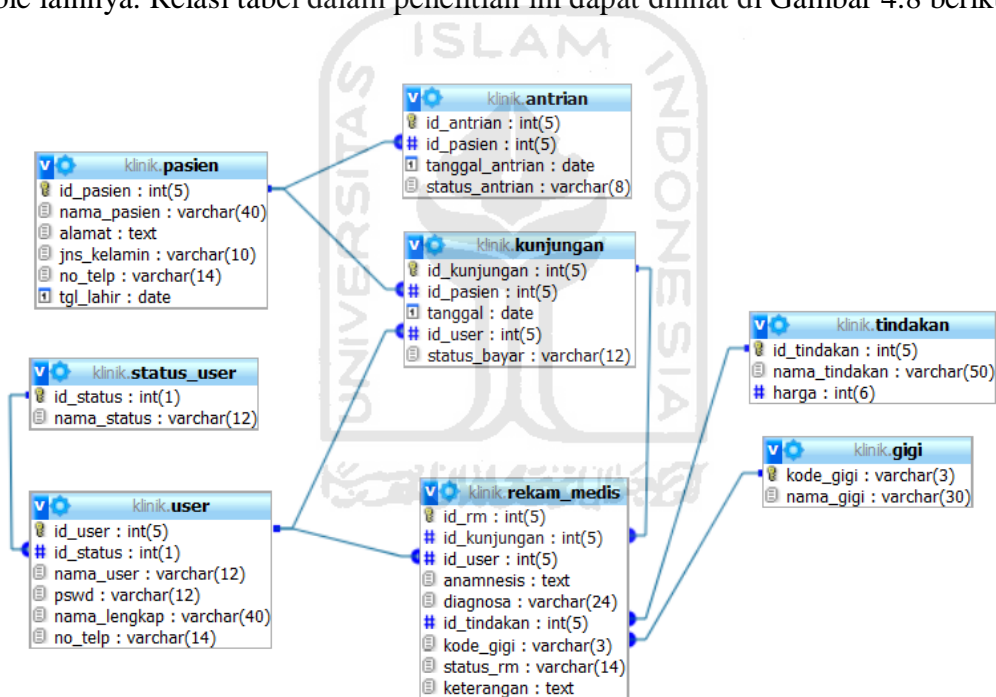 ble lainnya. Relasi tabel dalam penelitian ini dapat dilihat di Gambar 4.8 beriku
ISLAM
UNIVERSITAS
INDONESIA
klinik.antrian
id_antrian : int(5)
# id_pasien : int(5)
tanggal_antrian : date
status_antrian : varchar(8)
klinik.pasien
id_pasien : int(5)
nama_pasien : varchar(40)
alamat : text
jns_kelamin : varchar(10)
no_telp : varchar(14)
tgl_lahir : date
klinik.kunjungan
id_kunjungan : int(5)
# id_pasien : int(5)
tanggal : date
# id_user : int(5)
status_bayar : varchar(12)
klinik.tindakan
id_tindakan : int(5)
nama_tindakan : varchar(50)
# harga : int(6)
klinik.status_user
id_status : int(1)
nama_status : varchar(12)
klinik.gigi
kode_gigi : varchar(3)
nama_gigi : varchar(30)
klinik.user
id_user : int(5)
# id_status : int(1)
nama_user : varchar(12)
pswd : varchar(12)
nama_lengkap : varchar(40)
no_telp : varchar(14)
klinik.rekam_medis
id_rm : int(5)
# id_kunjungan : int(5)
# id_user : int(5)
anamnesis : text
diagnosa : varchar(24)
# id_tindakan : int(5)
kode_gigi : varchar(3)
status_rm : varchar(14)
keterangan : text